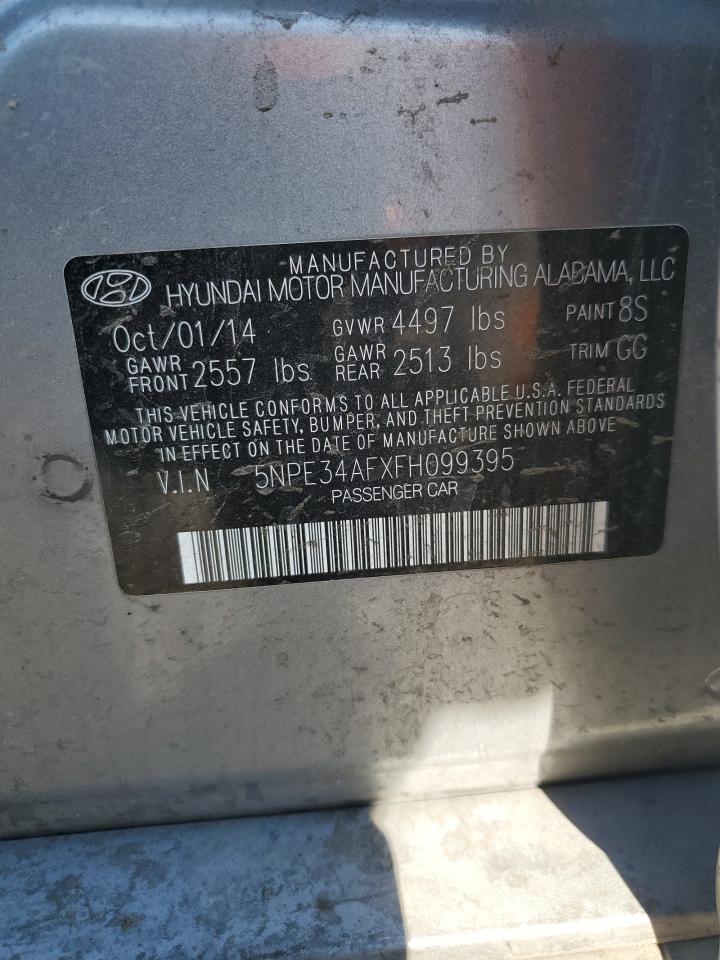 MANUFACTURED BY
HYUNDAI MOTOR MANUFACTURING ALABAMA, LLC
Oct/01/14 GVWR 4497 lbs PAINT 8S
GAWR FRONT 2557 lbs GAWR REAR 2513 lbs TRIM GG
THIS VEHICLE CONFORMS TO ALL APPLICABLE U.S.A. FEDERAL
MOTOR VEHICLE SAFETY, BUMPER, AND THEFT PREVENTION STANDARDS
IN EFFECT ON THE DATE OF MANUFACTURE SHOWN ABOVE
V.I.N 5NPE34AFXFH099395
PASSENGER CAR